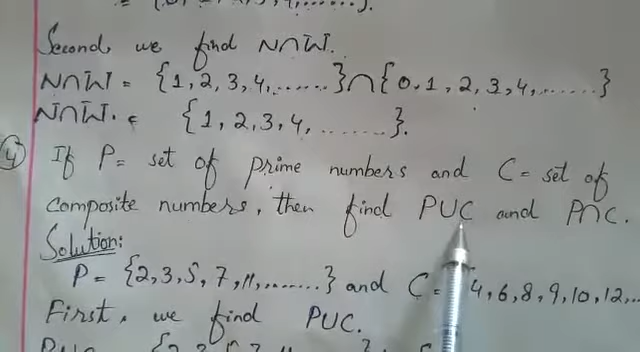 Second, we find N∩W.
N∩W = {1, 2, 3, 4, ......} ∩ {0, 1, 2, 3, 4, ......}
N∩W = {1, 2, 3, 4, .......}.
4 If P = set of prime numbers and C = set of
composite numbers, then find PUC and P∩C.
Solution:
P = {2, 3, 5, 7, 11, .......} and C = 4, 6, 8, 9, 10, 12, ..
First, we find PUC.